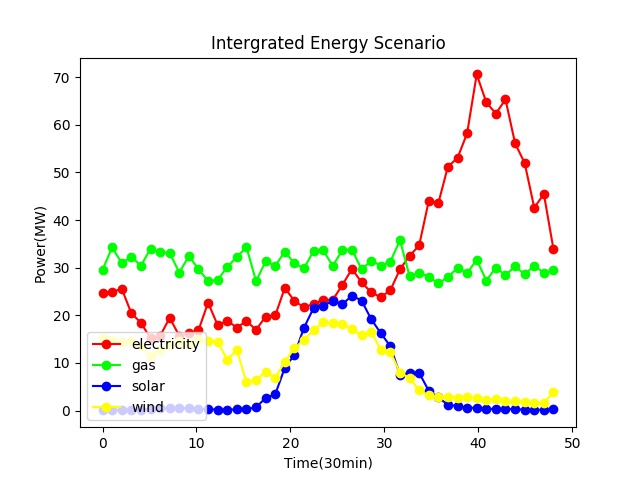 Intergrated Energy Scenario
Power(MW)
70
60
50
40
30
20
10
0
electricity
gas
solar
wind
0 10 20 30 40 50
Time(30min)